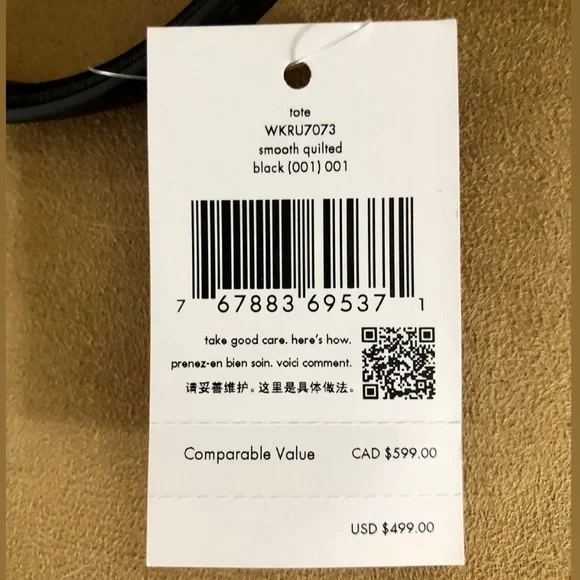 tote
WKRU7073
smooth quilted
black (001) 001
7 67883 69537 1
take good care. here's how.
prenez-en bien soin. voici comment.
请妥善维护。这里是具体做法。
Comparable Value CAD $599.00
USD $499.00